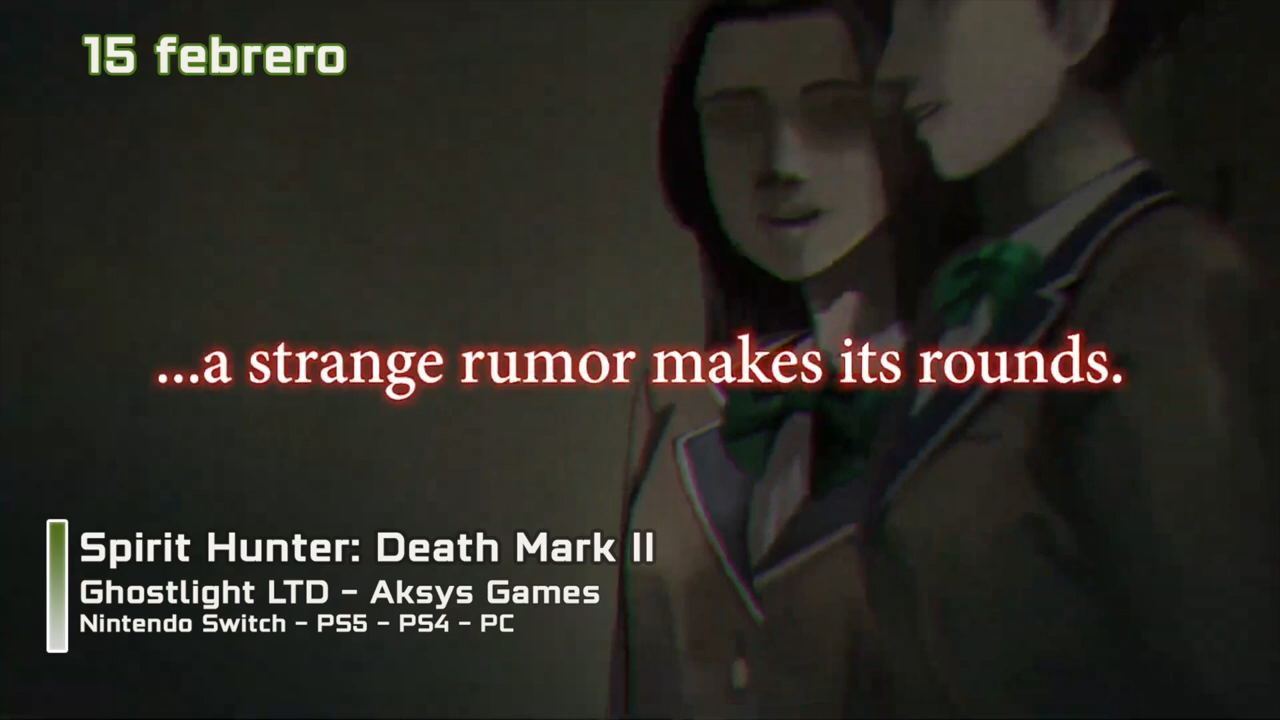 15 febrero
...a strange rumor makes its rounds.
Spirit Hunter: Death Mark II
Ghostlight LTD - Aksys Games
Nintendo Switch - PS5 - PS4 - PC